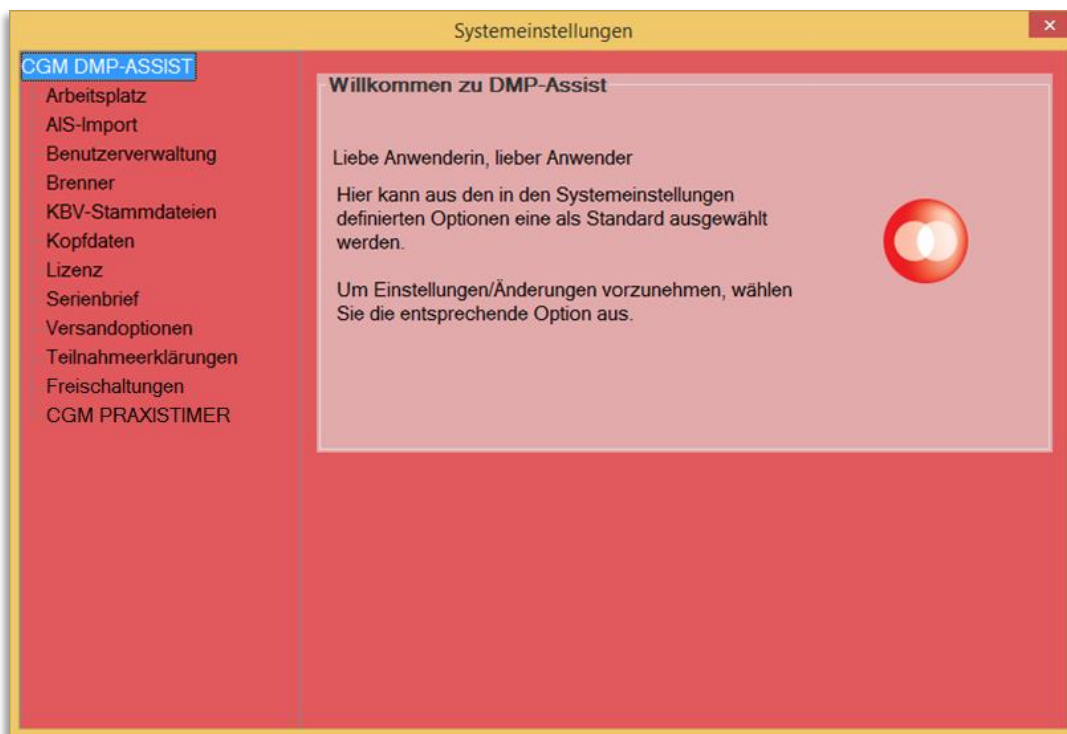 Systemeinstellungen
CGM DMP-ASSIST
Arbeitsplatz
AIS-Import
Benutzerverwaltung
Brenner
KBV-Stammdateien
Kopfdaten
Lizenz
Serienbrief
Versandoptionen
Teilnahmeerklärungen
Freischaltungen
CGM PRAXISTIMER
Willkommen zu DMP-Assist
Liebe Anwenderin, lieber Anwender
Hier kann aus den in den Systemeinstellungen
definierten Optionen eine als Standard ausgewählt
werden.
Um Einstellungen/Änderungen vorzunehmen, wählen
Sie die entsprechende Option aus.